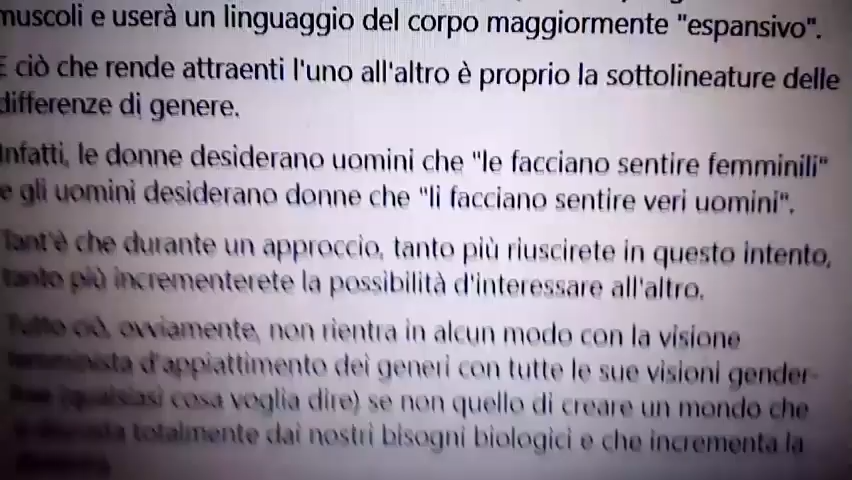 muscoli e userà un linguaggio del corpo maggiormente "espansivo".
E ciò che rende attraenti l'uno all'altro è proprio la sottolineature delle
differenze di genere.
Infatti, le donne desiderano uomini che "le facciano sentire femminili"
e gli uomini desiderano donne che "li facciano sentire veri uomini".
Tant'è che durante un approccio, tanto più riuscirete in questo intento,
tanto più incrementerete la possibilità d'interessare all'altro.
Tutto ciò, ovviamente, non rientra in alcun modo con la visione
femminista d'appiattimento dei generi con tutte le sue visioni gender-
(qualsiasi cosa voglia dire) se non quello di creare un mondo che
totalmente dai nostri bisogni biologici e che incrementa la